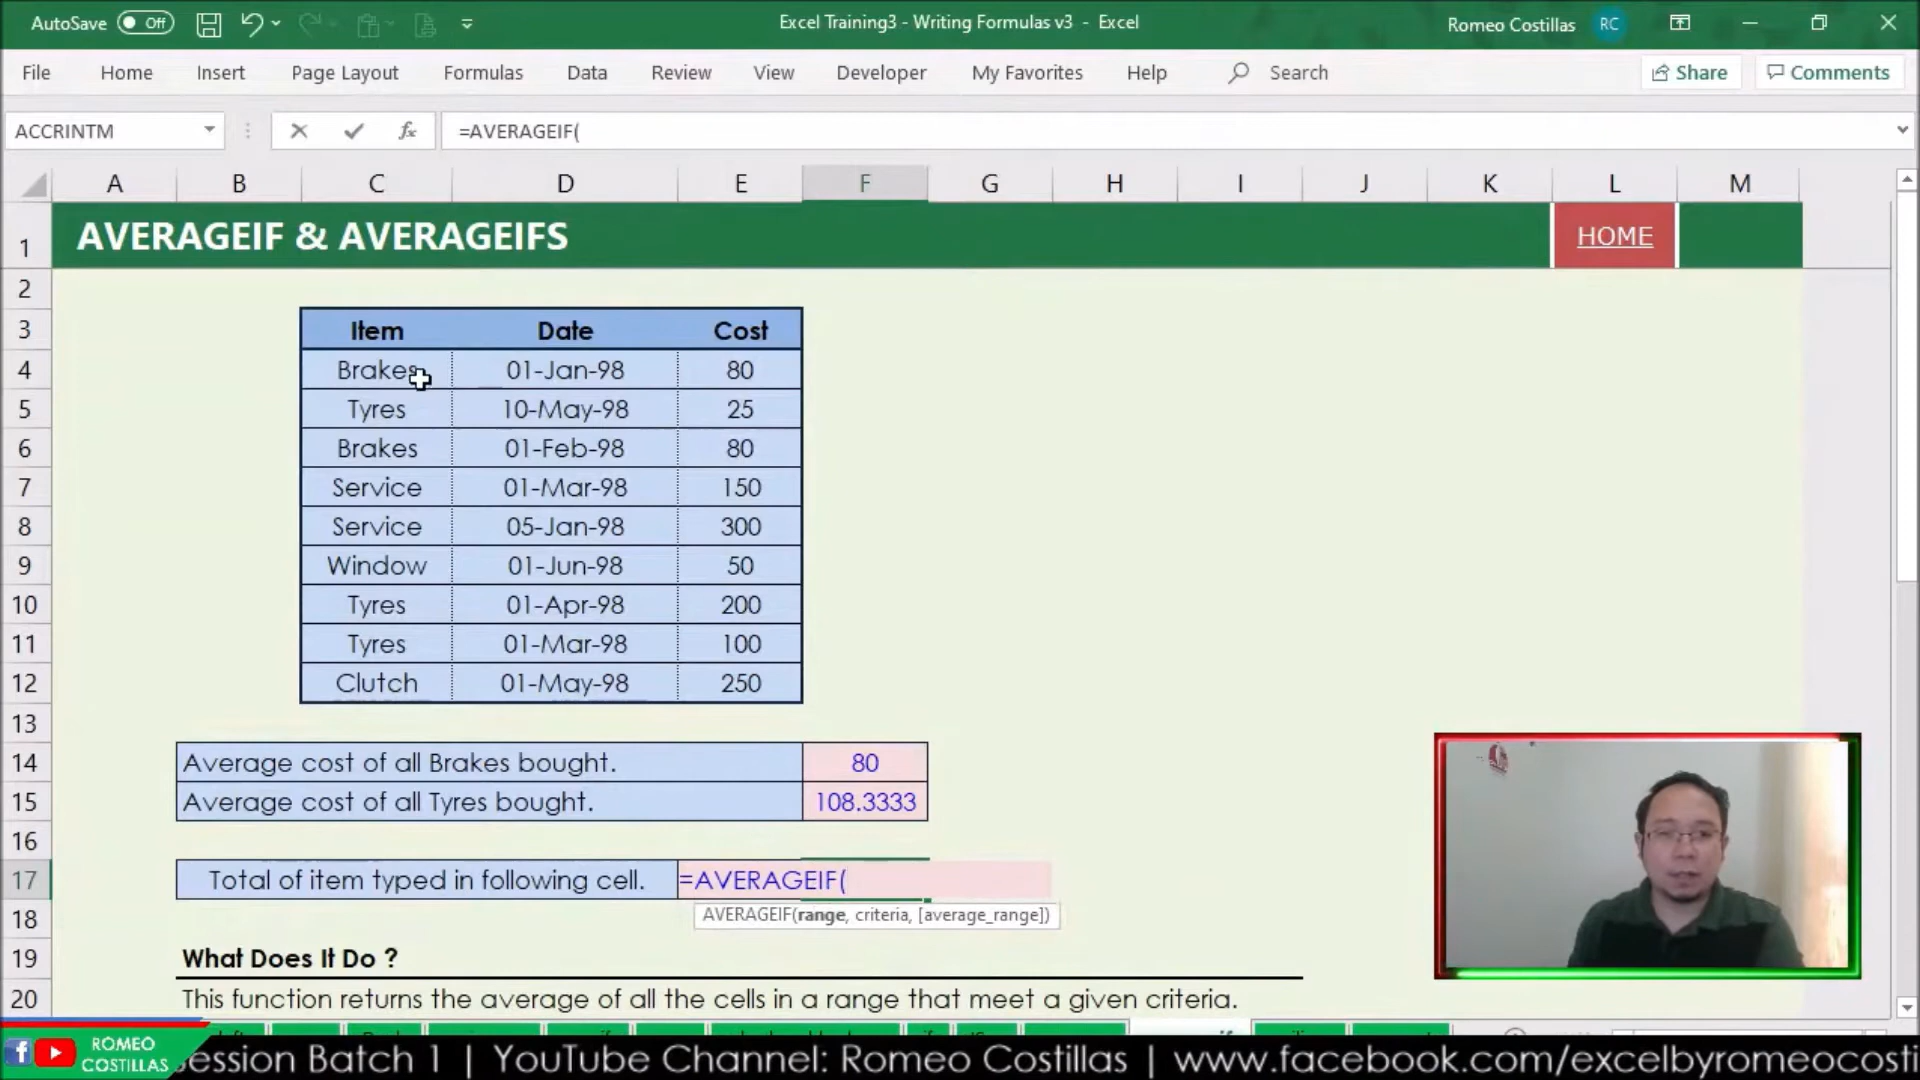 AutoSave Off
Excel Training3 - Writing Formulas v3 - Excel
Romeo Costillas RC
File Home Insert Page Layout Formulas Data Review View Developer My Favorites Help Search
Share Comments
ACCRINTM fx =AVERAGEIF(
A B C D E F G H I J K L M
1 AVERAGEIF & AVERAGEIFS HOME
2
3 Item Date Cost
4 Brakes 01-Jan-98 80
5 Tyres 10-May-98 25
6 Brakes 01-Feb-98 80
7 Service 01-Mar-98 150
8 Service 05-Jan-98 300
9 Window 01-Jun-98 50
10 Tyres 01-Apr-98 200
11 Tyres 01-Mar-98 100
12 Clutch 01-May-98 250
13
14 Average cost of all Brakes bought. 80
15 Average cost of all Tyres bought. 108.3333
16
17 Total of item typed in following cell. =AVERAGEIF(
AVERAGEIF(range, criteria, [average_range])
18
19 What Does It Do ?
20 This function returns the average of all the cells in a range that meet a given criteria.
f ROMEO
COSTILLAS
session Batch 1 | YouTube Channel: Romeo Costillas | www.facebook.com/excelbyromeocosti